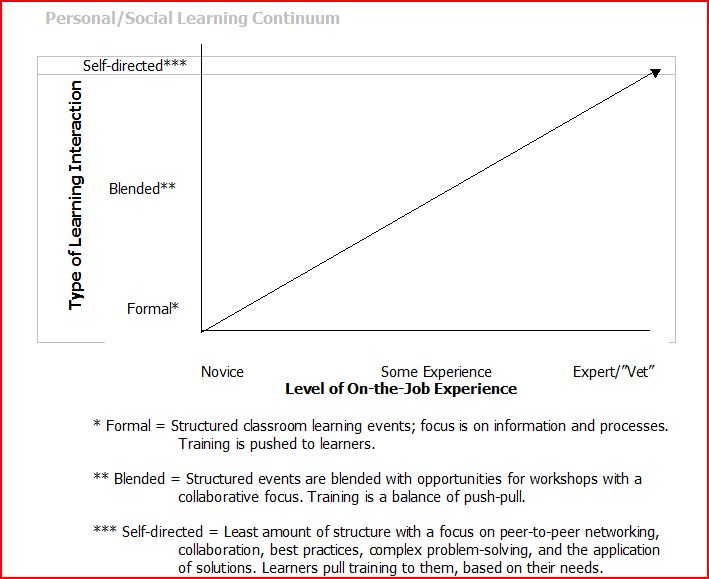 Personal/Social Learning Continuum
Self-directed***
Type of Learning Interaction
Blended**
Formal*
Novice Some Experience Expert/"Vet"
Level of On-the-Job Experience
* Formal = Structured classroom learning events; focus is on information and processes.
Training is pushed to learners.
** Blended = Structured events are blended with opportunities for workshops with a
collaborative focus. Training is a balance of push-pull.
*** Self-directed = Least amount of structure with a focus on peer-to-peer networking,
collaboration, best practices, complex problem-solving, and the application
of solutions. Learners pull training to them, based on their needs.